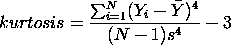 kurtosis = \frac{\sum_{i=1}^{N}(Y_i - \bar{Y})^4}{(N - 1)s^4} - 3